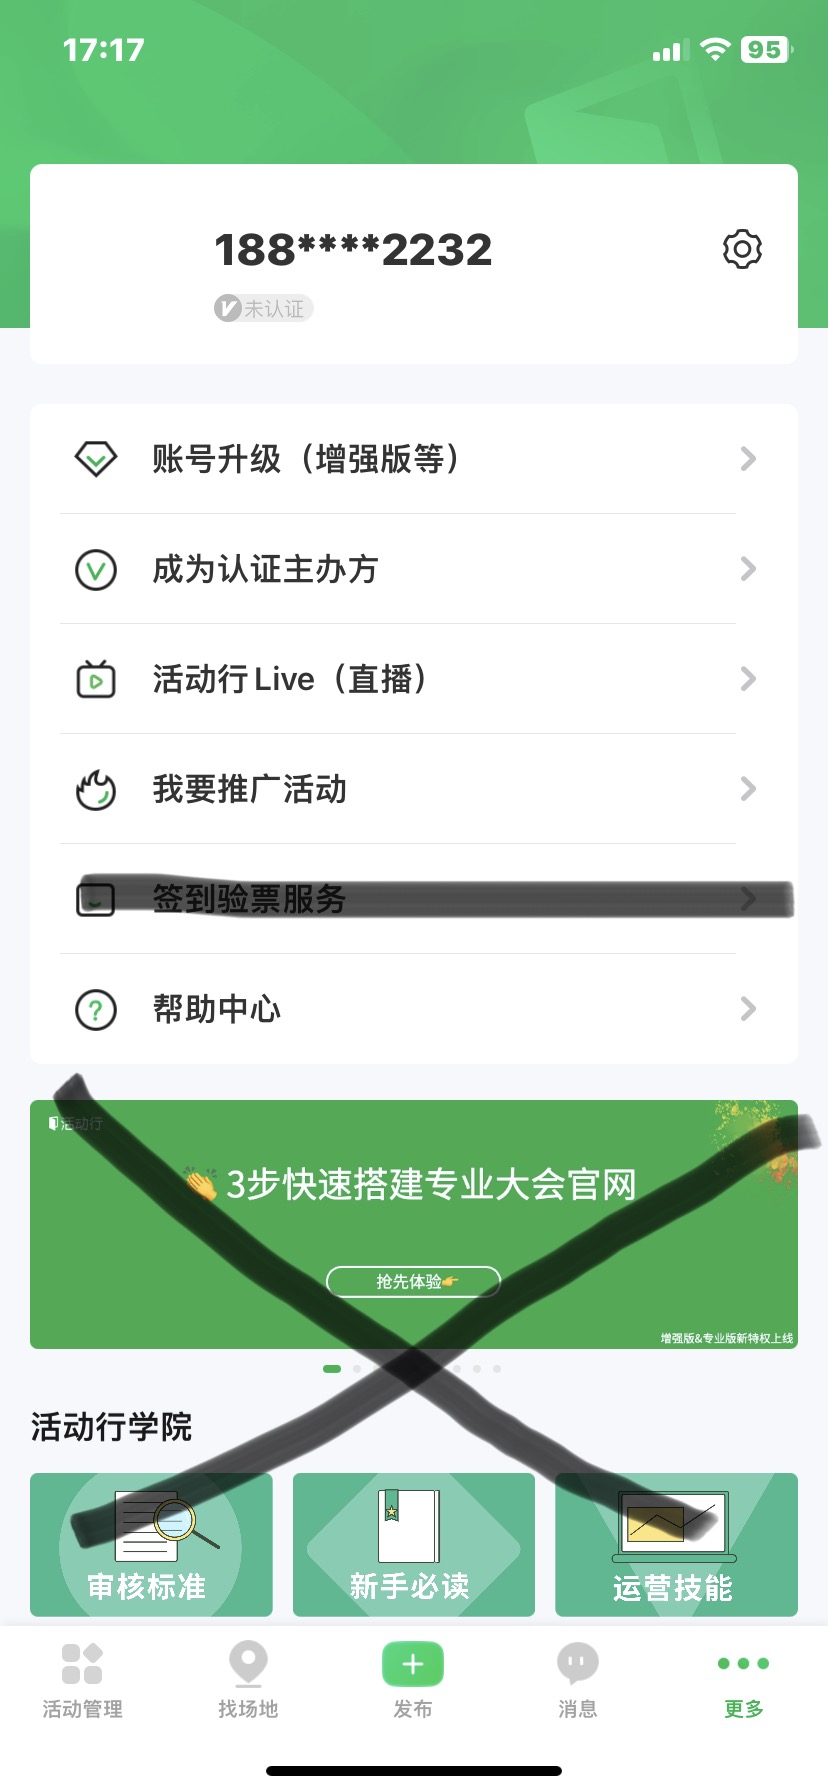 17:17
95
188****2232
未认证
账号升级（增强版等）
成为认证主办方
活动行Live（直播）
我要推广活动
签到验票服务
帮助中心
活动行
3步快速搭建专业大会官网
抢先体验
增强版&专业版新特权上线
活动行学院
审核标准
新手必读
运营技能
活动管理
找场地
发布
消息
更多